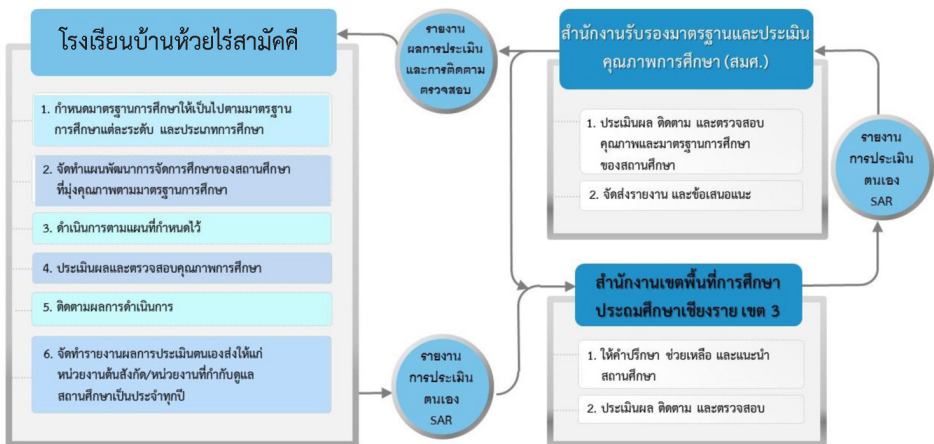 โรงเรียนบ้านห้วยไร่สามัคคี
1. กำหนดมาตรฐานการศึกษาให้เป็นไปตามมาตรฐาน
การศึกษาแต่ละระดับ และประเภทการศึกษา
2. จัดทำแผนพัฒนาการจัดการศึกษาของสถานศึกษา
ที่มุ่งคุณภาพตามมาตรฐานการศึกษา
3. ดำเนินการตามแผนที่กำหนดไว้
4. ประเมินผลและตรวจสอบคุณภาพการศึกษา
5. ติดตามผลการดำเนินการ
6. จัดทำรายงานผลการประเมินตนเองส่งให้แก่
หน่วยงานต้นสังกัด/หน่วยงานที่กำกับดูแล
สถานศึกษาเป็นประจำทุกปี
รายงาน
ผลการประเมิน
และการติดตาม
ตรวจสอบ
รายงาน
การประเมิน
ตนเอง
SAR
สำนักงานรับรองมาตรฐานและประเมิน
คุณภาพการศึกษา (สมศ.)
1. ประเมินผล ติดตาม และตรวจสอบ
คุณภาพและมาตรฐานการศึกษา
ของสถานศึกษา
2. จัดส่งรายงาน และข้อเสนอแนะ
รายงาน
การประเมิน
ตนเอง
SAR
สำนักงานเขตพื้นที่การศึกษา
ประถมศึกษาเชียงราย เขต 3
1. ให้คำปรึกษา ช่วยเหลือ และแนะนำ
สถานศึกษา
2. ประเมินผล ติดตาม และตรวจสอบ